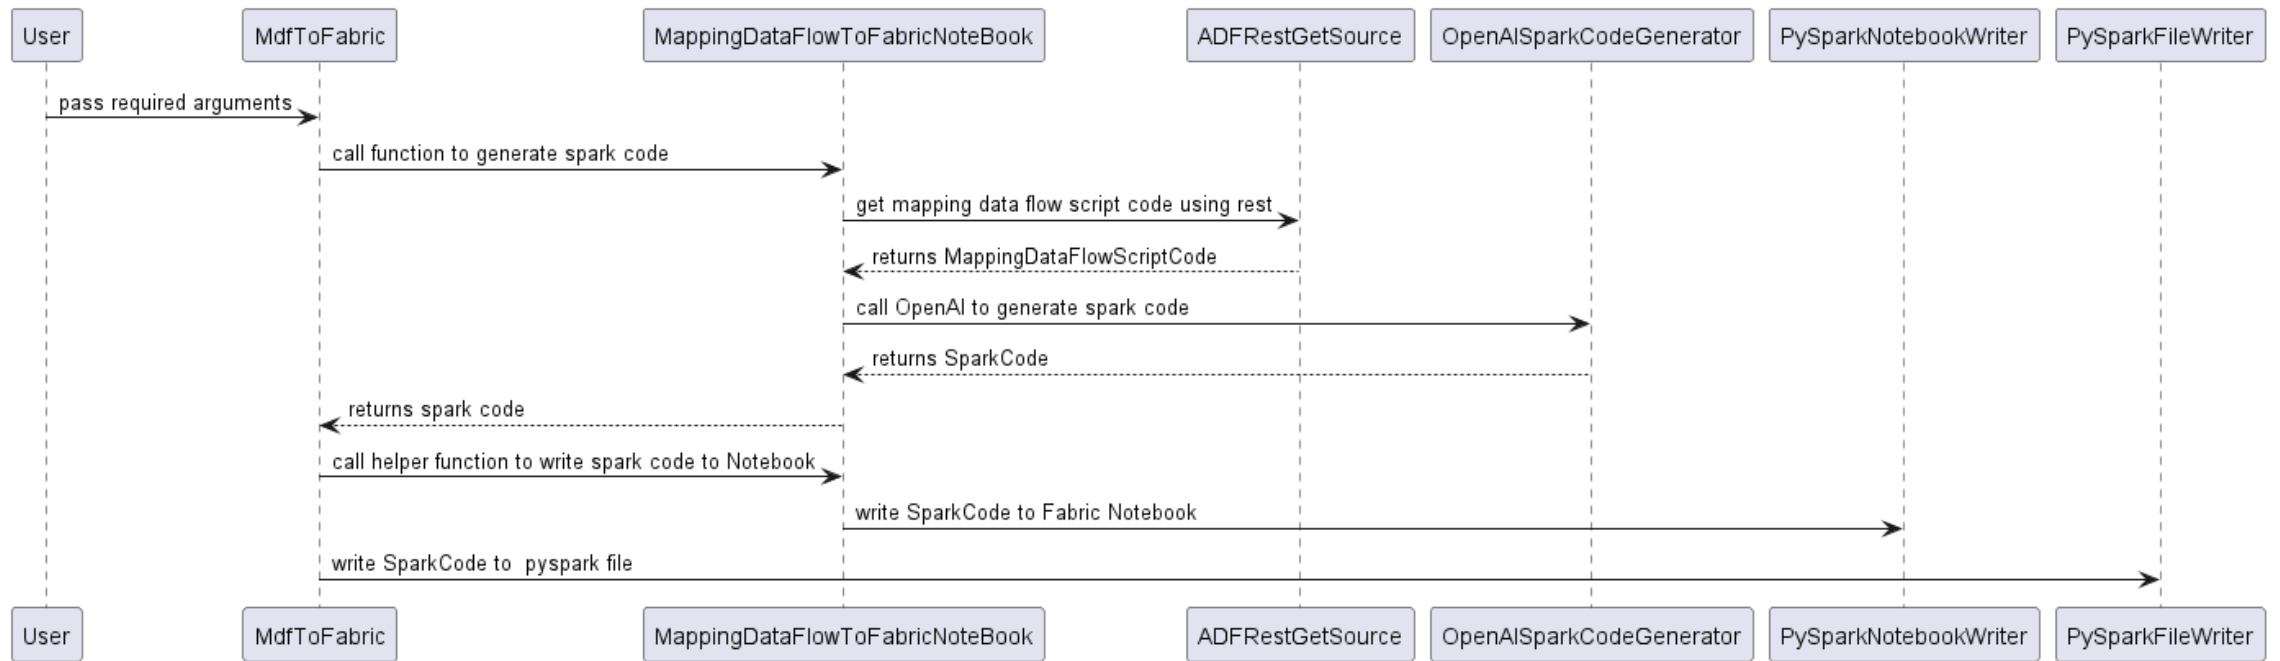 User
MdfToFabric
MappingDataFlowToFabricNoteBook
ADFRestGetSource
OpenAISparkCodeGenerator
PySparkNotebookWriter
PySparkFileWriter
pass required arguments
call function to generate spark code
get mapping data flow script code using rest
returns MappingDataFlowScriptCode
call OpenAI to generate spark code
returns SparkCode
returns spark code
call helper function to write spark code to Notebook
write SparkCode to Fabric Notebook
write SparkCode to  pyspark file
User
MdfToFabric
MappingDataFlowToFabricNoteBook
ADFRestGetSource
OpenAISparkCodeGenerator
PySparkNotebookWriter
PySparkFileWriter